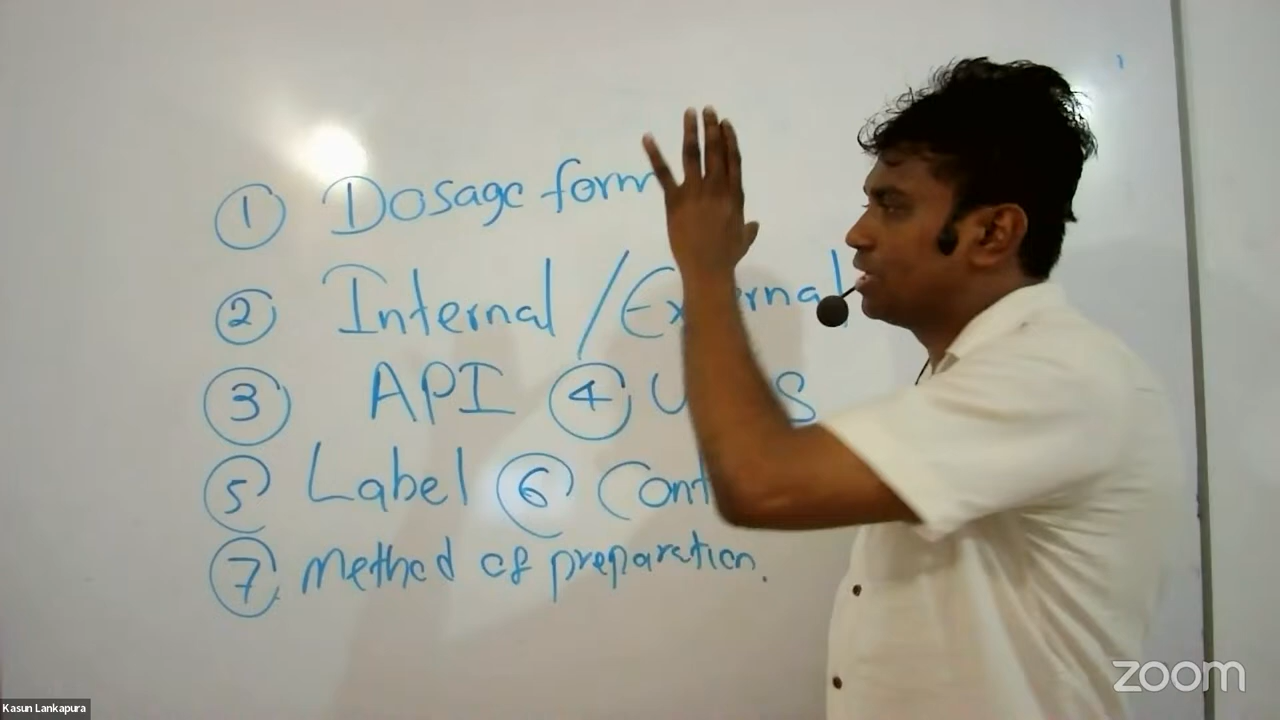 ① Dosage form
② Internal / External
③ API ④
⑤ Label ⑥
⑦ Method of preparation.
zoom
Kasun Lankapura